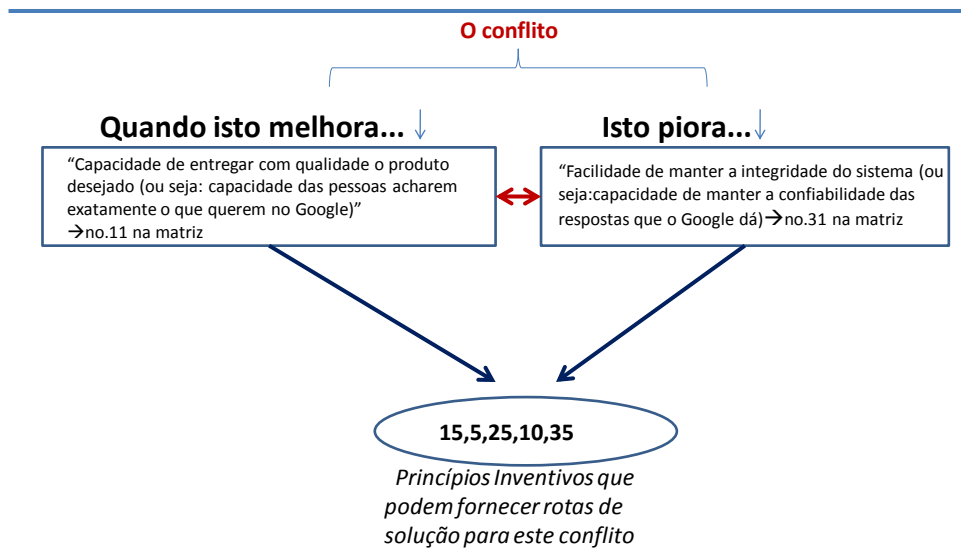 O conflito
Quando isto melhora...
Isto piora...
“Capacidade de entregar com qualidade o produto
desejado (ou seja: capacidade das pessoas acharem
exatamente o que querem no Google)”
→no.11 na matriz
“Facilidade de manter a integridade do sistema (ou
seja:capacidade de manter a confiabilidade das
respostas que o Google dá)→no.31 na matriz
15,5,25,10,35
Princípios Inventivos que
podem fornecer rotas de
solução para este conflito